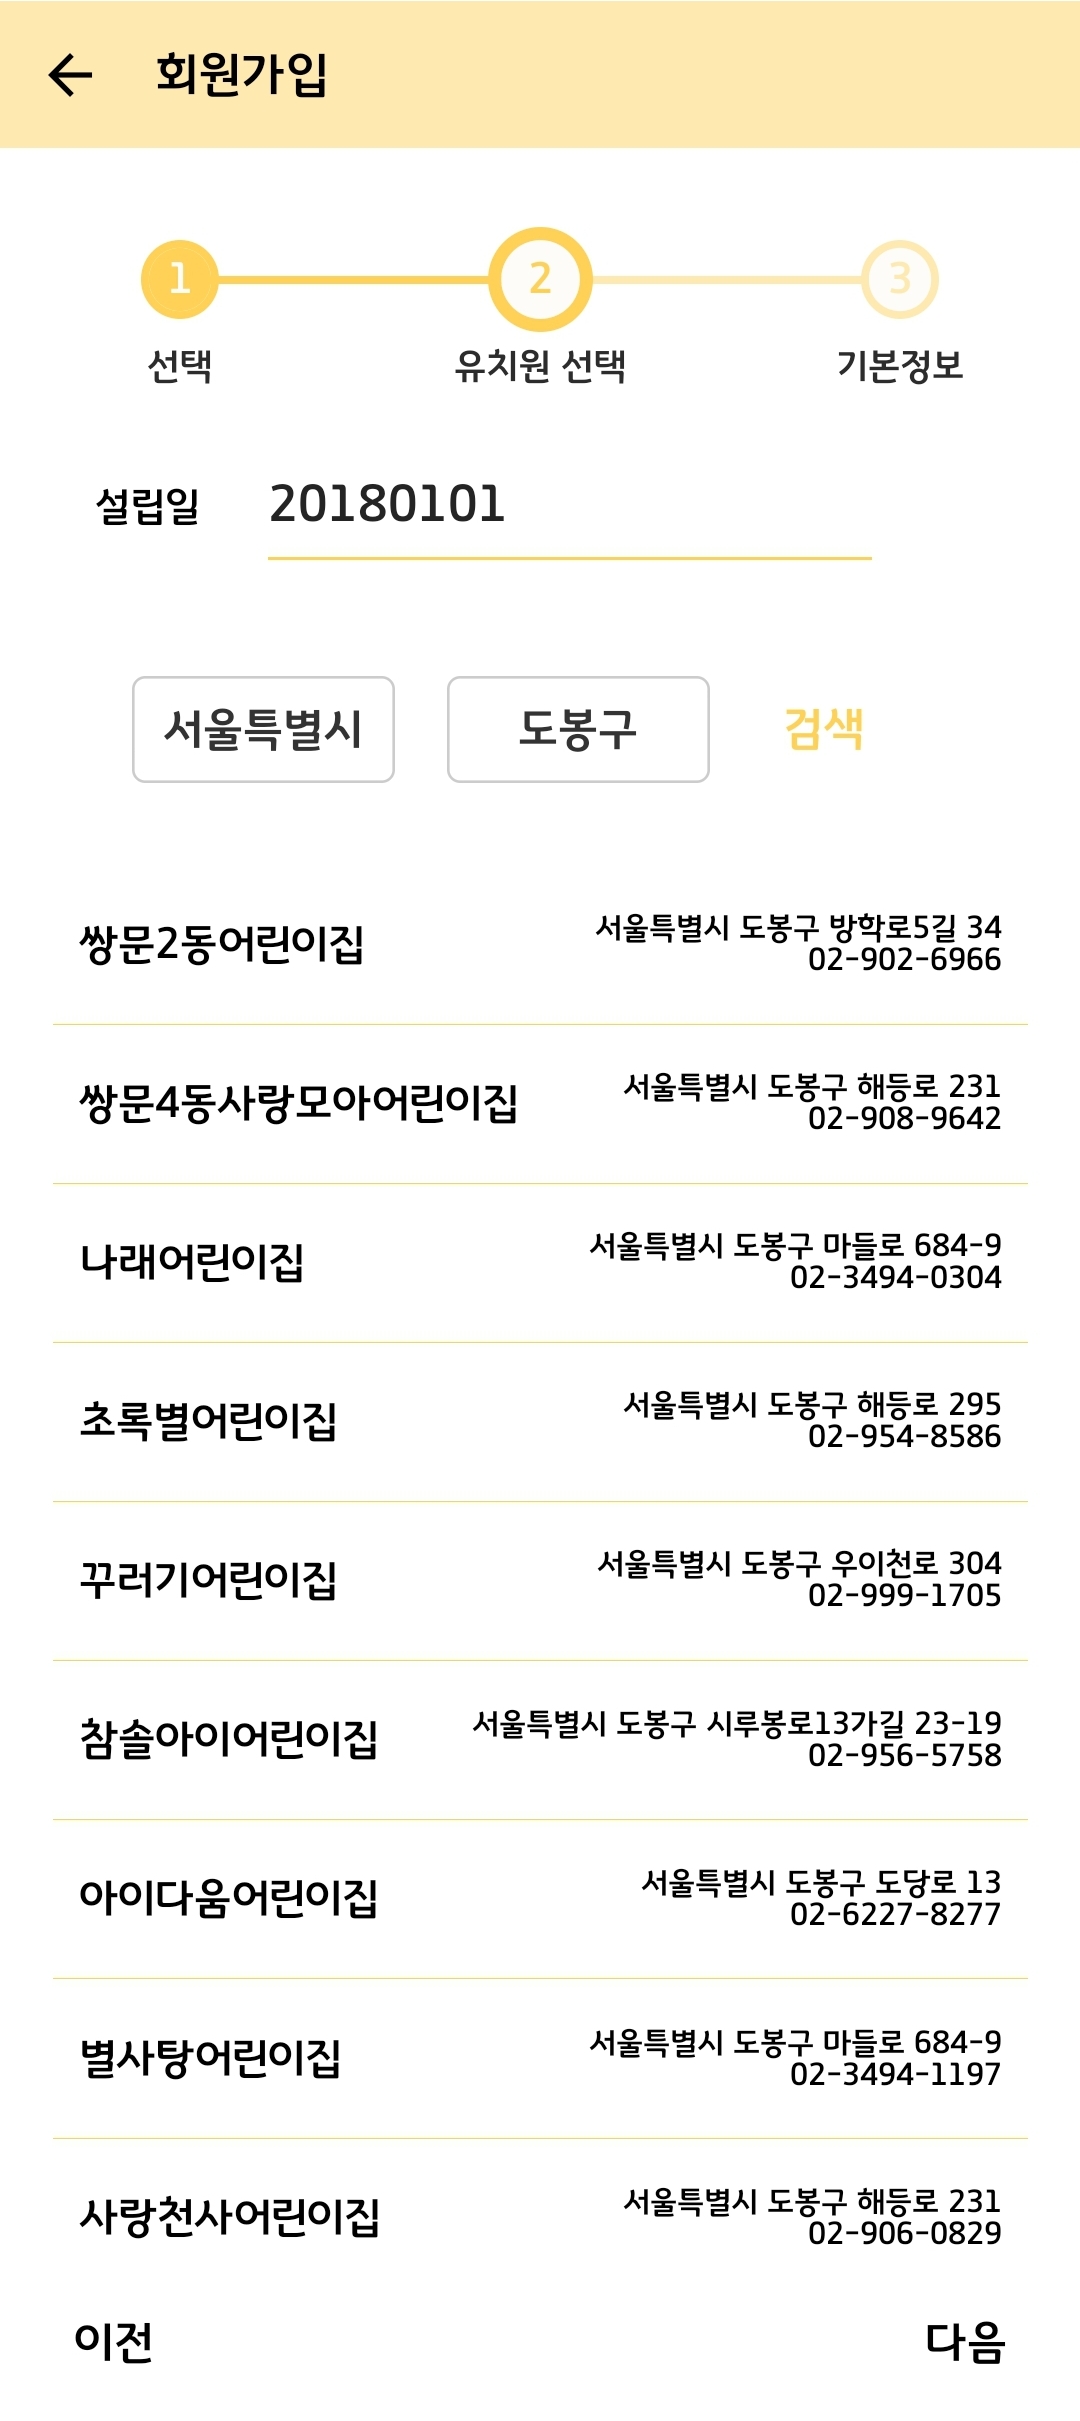 회원가입
1
2
3
선택
유치원 선택
기본정보
설립일
20180101
서울특별시
도봉구
검색
쌍문2동어린이집
서울특별시 도봉구 방학로5길 34
02-902-6966
쌍문4동사랑모아어린이집
서울특별시 도봉구 해등로 231
02-908-9642
나래어린이집
서울특별시 도봉구 마들로 684-9
02-3494-0304
초록별어린이집
서울특별시 도봉구 해등로 295
02-954-8586
꾸러기어린이집
서울특별시 도봉구 우이천로 304
02-999-1705
참솔아이어린이집
서울특별시 도봉구 시루봉로13가길 23-19
02-956-5758
아이다움어린이집
서울특별시 도봉구 도당로 13
02-6227-8277
별사탕어린이집
서울특별시 도봉구 마들로 684-9
02-3494-1197
사랑천사어린이집
서울특별시 도봉구 해등로 231
02-906-0829
이전
다음